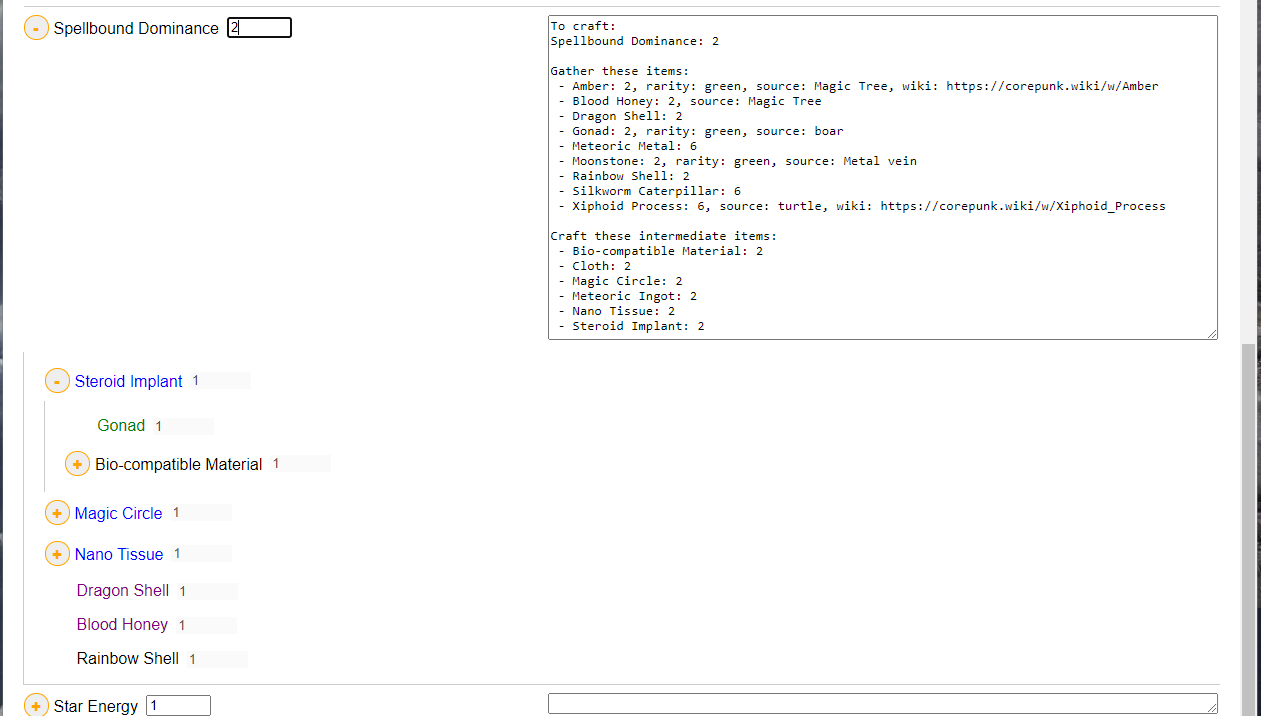 - Spellbound Dominance 2
To craft:
Spellbound Dominance: 2
Gather these items:
- Amber: 2, rarity: green, source: Magic Tree, wiki: https://corepunk.wiki/w/Amber
- Blood Honey: 2, source: Magic Tree
- Dragon Shell: 2
- Gonad: 2, rarity: green, source: boar
- Meteoric Metal: 6
- Moonstone: 2, rarity: green, source: Metal vein
- Rainbow Shell: 2
- Silkworm Caterpillar: 6
- Xiphoid Process: 6, source: turtle, wiki: https://corepunk.wiki/w/Xiphoid_Process
Craft these intermediate items:
- Bio-compatible Material: 2
- Cloth: 2
- Magic Circle: 2
- Meteoric Ingot: 2
- Nano Tissue: 2
- Steroid Implant: 2
- Steroid Implant 1
Gonad 1
+ Bio-compatible Material 1
+ Magic Circle 1
+ Nano Tissue 1
Dragon Shell 1
Blood Honey 1
Rainbow Shell 1
+ Star Energy 1